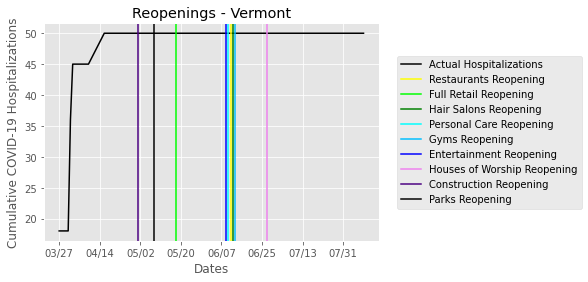 Reopenings - Vermont
Cumulative COVID-19 Hospitalizations
50
45
40
35
30
25
20
03/27 04/14 05/02 05/20 06/07 06/25 07/13 07/31
Dates
Actual Hospitalizations
Restaurants Reopening
Full Retail Reopening
Hair Salons Reopening
Personal Care Reopening
Gyms Reopening
Entertainment Reopening
Houses of Worship Reopening
Construction Reopening
Parks Reopening